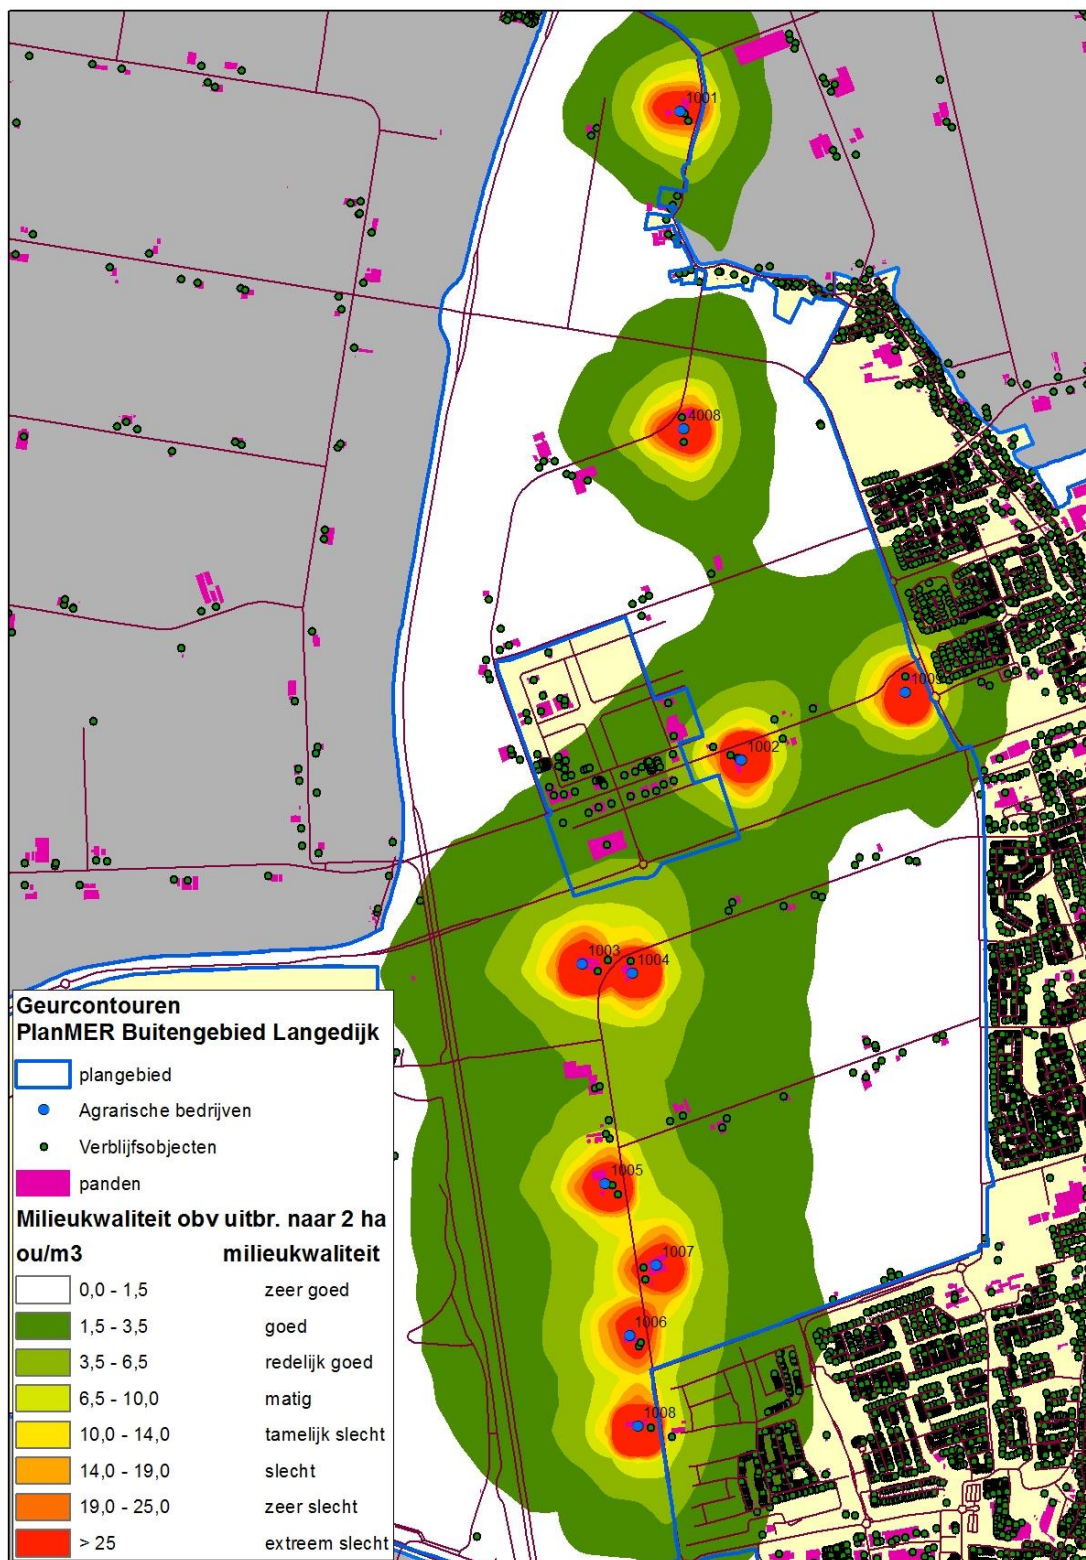 1001
4008
1009
1002
1003
1004
1005
1007
1006
1008
Geurcontouren
PlanMER Buitengebied Langedijk
plangebied
Agrarische bedrijven
Verblijfsobjecten
panden
Milieukwaliteit obv uitbr. naar 2 ha
ou/m3 milieukwaliteit
0,0 - 1,5 zeer goed
1,5 - 3,5 goed
3,5 - 6,5 redelijk goed
6,5 - 10,0 matig
10,0 - 14,0 tamelijk slecht
14,0 - 19,0 slecht
19,0 - 25,0 zeer slecht
> 25 extreem slecht